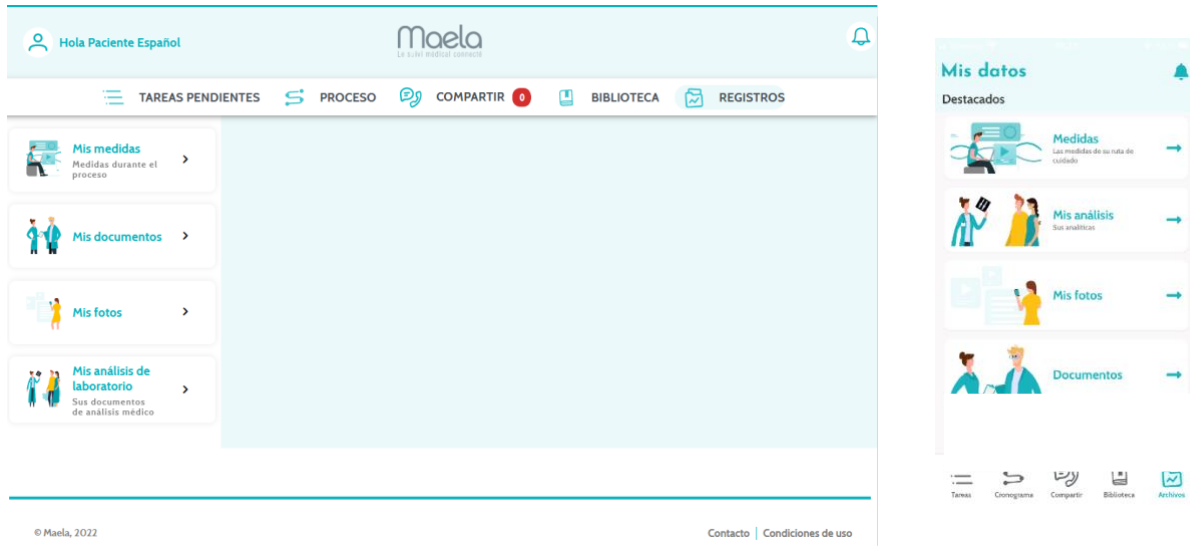 Hola Paciente Español
Maela
Le suivi médical connecté
TAREAS PENDIENTES PROCESO COMPARTIR 0 BIBLIOTECA REGISTROS
Mis medidas
Medidas durante el
proceso
Mis documentos
Mis fotos
Mis análisis de
laboratorio
Sus documentos
de análisis médico
© Maela, 2022
Contacto | Condiciones de uso
Mis datos
Destacados
Medidas
Las medidas de su ruta de
cuidado
Mis análisis
Sus analíticas
Mis fotos
Documentos
Tareas Cronograma Compartir Biblioteca Archivos